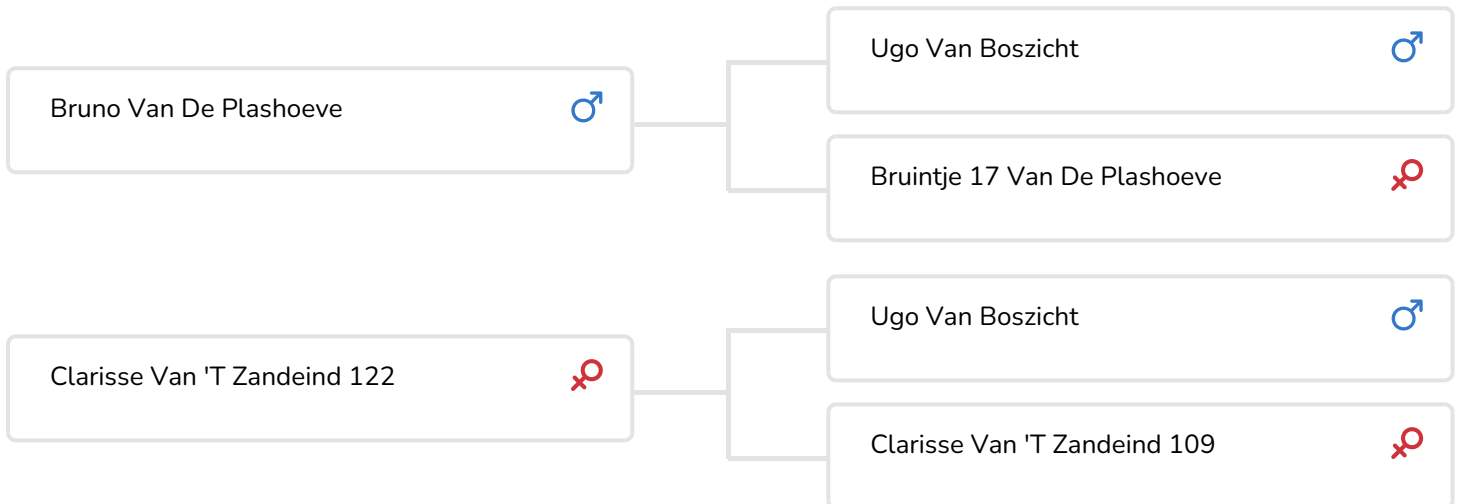 Ugo Van Boszicht
Bruno Van De Plashoeve
Bruintje 17 Van De Plashoeve
Ugo Van Boszicht
Clarisse Van 'T Zandeind 122
Clarisse Van 'T Zandeind 109